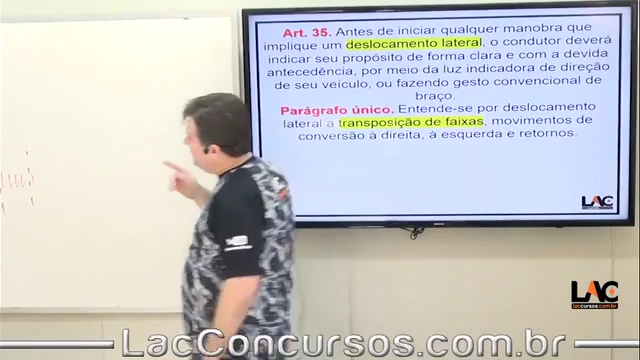 Art. 35. Antes de iniciar qualquer manobra que
implique um deslocamento lateral, o condutor deverá
indicar seu propósito de forma clara e com a devida
antecedência, por meio da luz indicadora de direção
de seu veículo, ou fazendo gesto convencional de
braço.
Parágrafo único. Entende-se por deslocamento
lateral a transposição de faixas, movimentos de
conversão à direita, à esquerda e retornos.
LAC
LAC
laccursos.com.br
LacConcursos.com.br